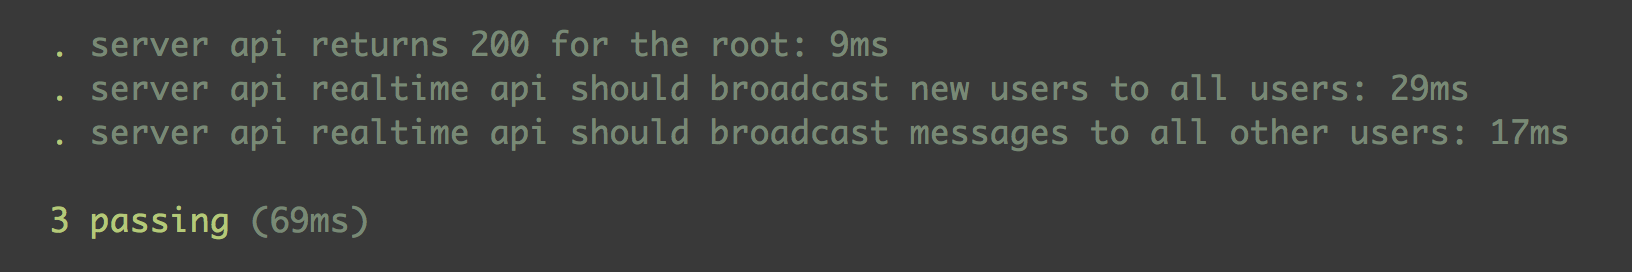 . server api returns 200 for the root: 9ms
. server api realtime api should broadcast new users to all users: 29ms
. server api realtime api should broadcast messages to all other users: 17ms
3 passing (69ms)